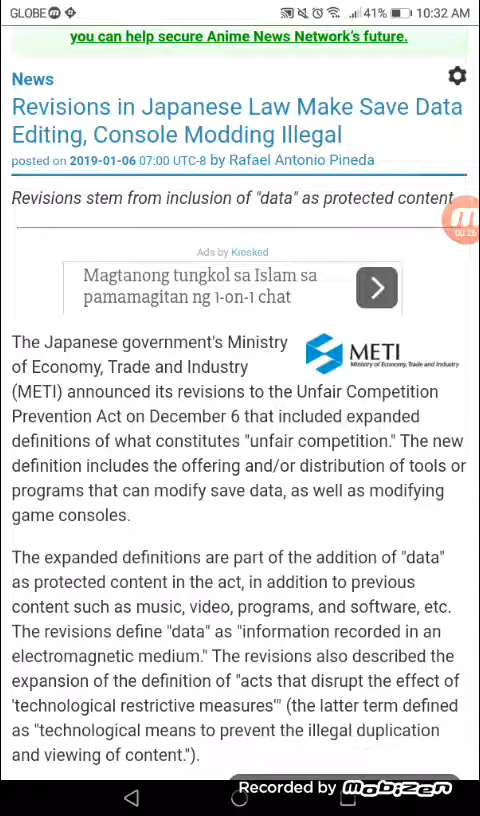 GLOBE 41% 10:32 AM
you can help secure Anime News Network's future.
News
Revisions in Japanese Law Make Save Data
Editing, Console Modding Illegal
posted on 2019-01-06 07:00 UTC-8 by Rafael Antonio Pineda
Revisions stem from inclusion of "data" as protected content
00:26
Ads by Kiosked
Magtanong tungkol sa Islam sa
pamamagitan ng 1-on-1 chat
The Japanese government's Ministry
of Economy, Trade and Industry
METI
Ministry of Economy, Trade and Industry
(METI) announced its revisions to the Unfair Competition
Prevention Act on December 6 that included expanded
definitions of what constitutes "unfair competition." The new
definition includes the offering and/or distribution of tools or
programs that can modify save data, as well as modifying
game consoles.
The expanded definitions are part of the addition of "data"
as protected content in the act, in addition to previous
content such as music, video, programs, and software, etc.
The revisions define "data" as "information recorded in an
electromagnetic medium." The revisions also described the
expansion of the definition of "acts that disrupt the effect of
'technological restrictive measures'" (the latter term defined
as "technological means to prevent the illegal duplication
and viewing of content.").
Recorded by Mobizen